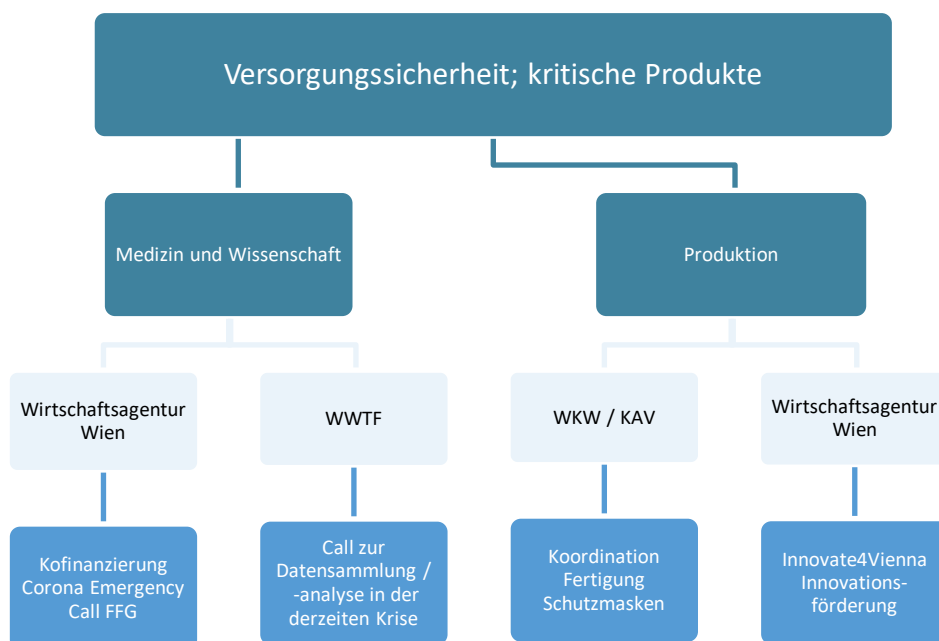 Versorgungssicherheit; kritische Produkte
Medizin und Wissenschaft
Produktion
Wirtschaftsagentur
Wien
WWTF
WKW / KAV
Wirtschaftsagentur
Wien
Kofinanzierung
Corona Emergency
Call FFG
Call zur
Datensammlung /
-analyse in der
derzeiten Krise
Koordination
Fertigung
Schutzmasken
Innovate4Vienna
Innovations-
förderung